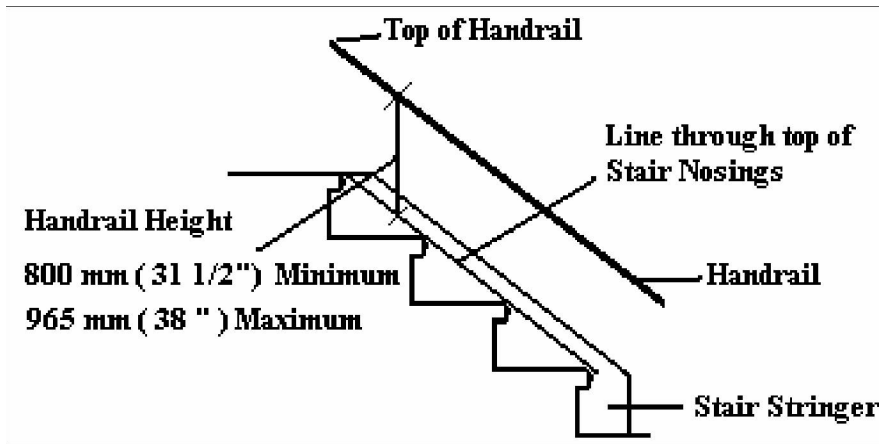 Top of Handrail
Line through top of
Stair Nosings
Handrail Height
800 mm ( 31 1/2") Minimum
965 mm ( 38 " ) Maximum
Handrail
Stair Stringer